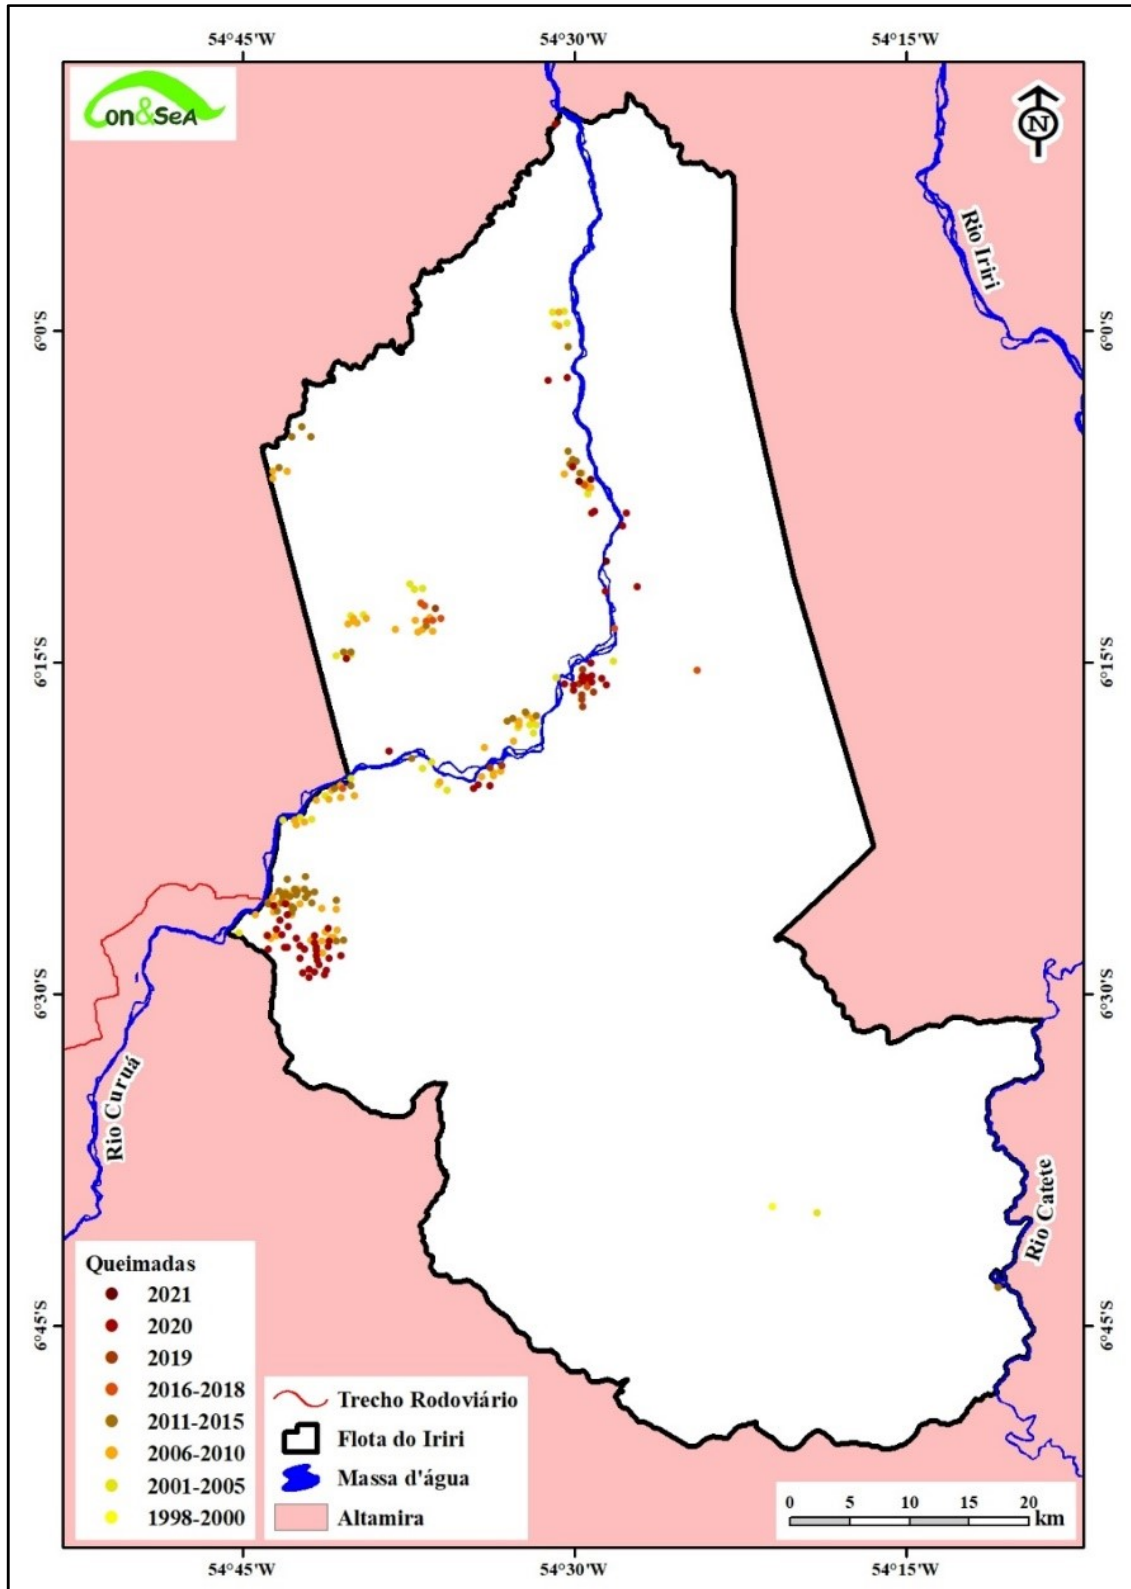 54°45'W 54°30'W 54°15'W
on&SeA
N
Rio Iriri
6°0'S 6°0'S
6°15'S 6°15'S
6°30'S 6°30'S
Rio Curuá
Rio Catete
6°45'S 6°45'S
Queimadas
2021
2020
2019
2016-2018
2011-2015
2006-2010
2001-2005
1998-2000
Trecho Rodoviário
Flota do Iriri
Massa d'água
Altamira
0 5 10 15 20
km
54°45'W 54°30'W 54°15'W